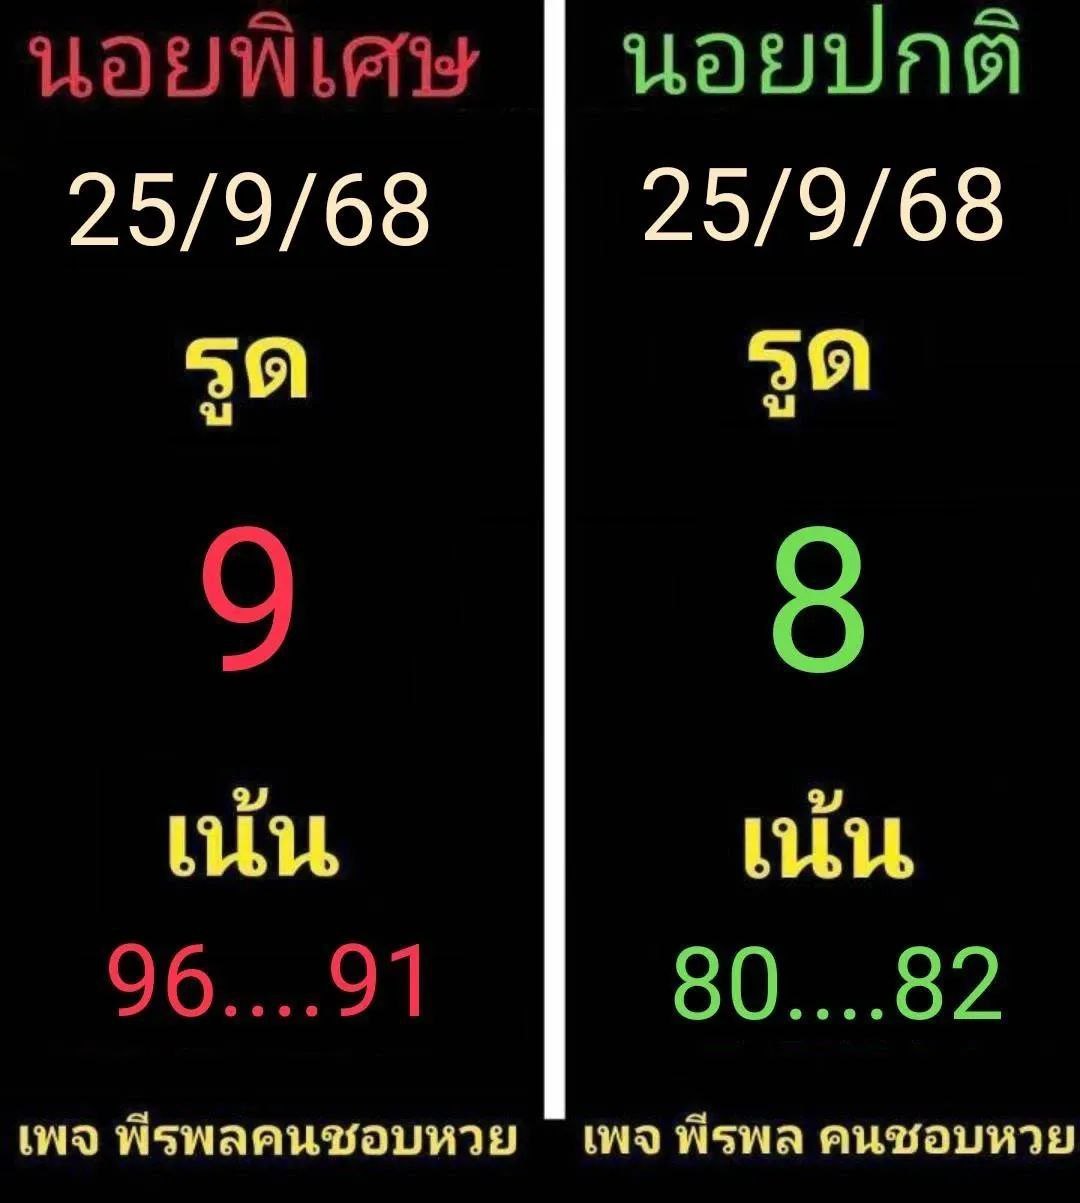 นอยพิเศษ
25/9/68
รูด
9
เน้น
96....91
เพจ พีรพลคนชอบหวย
นอยปกติ
25/9/68
รูด
8
เน้น
80....82
เพจ พีรพล คนชอบหวย